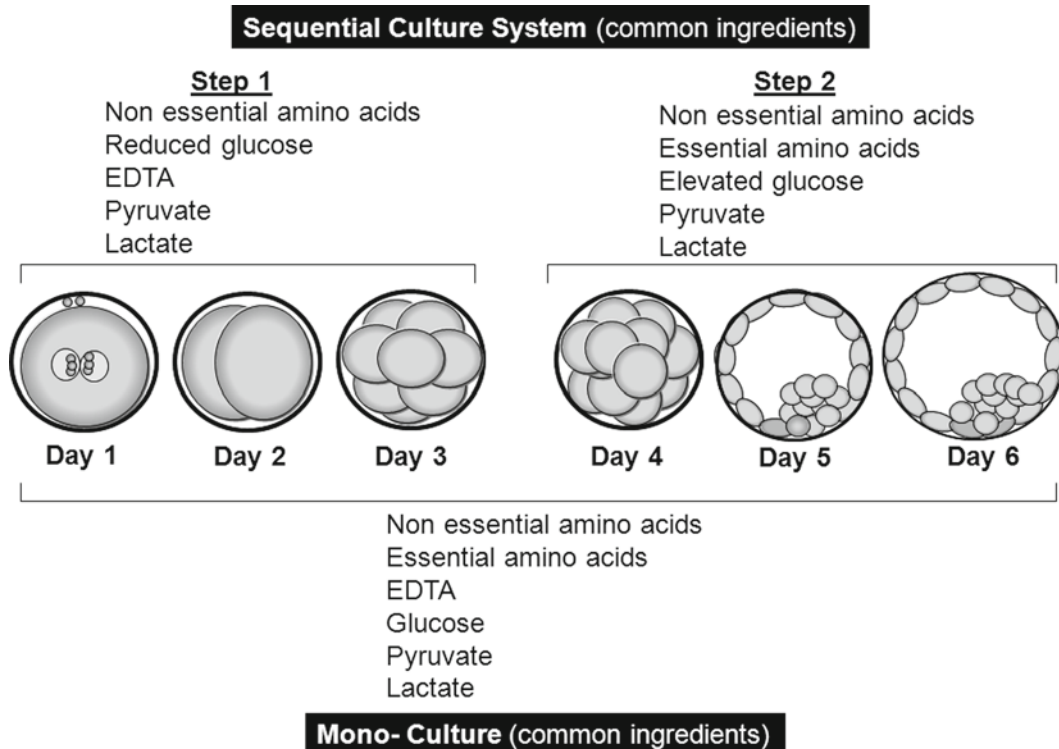 Sequential Culture System (common ingredients)
Step 1
Non essential amino acids
Reduced glucose
EDTA
Pyruvate
Lactate
Step 2
Non essential amino acids
Essential amino acids
Elevated glucose
Pyruvate
Lactate
Day 1
Day 2
Day 3
Day 4
Day 5
Day 6
Non essential amino acids
Essential amino acids
EDTA
Glucose
Pyruvate
Lactate
Mono- Culture (common ingredients)